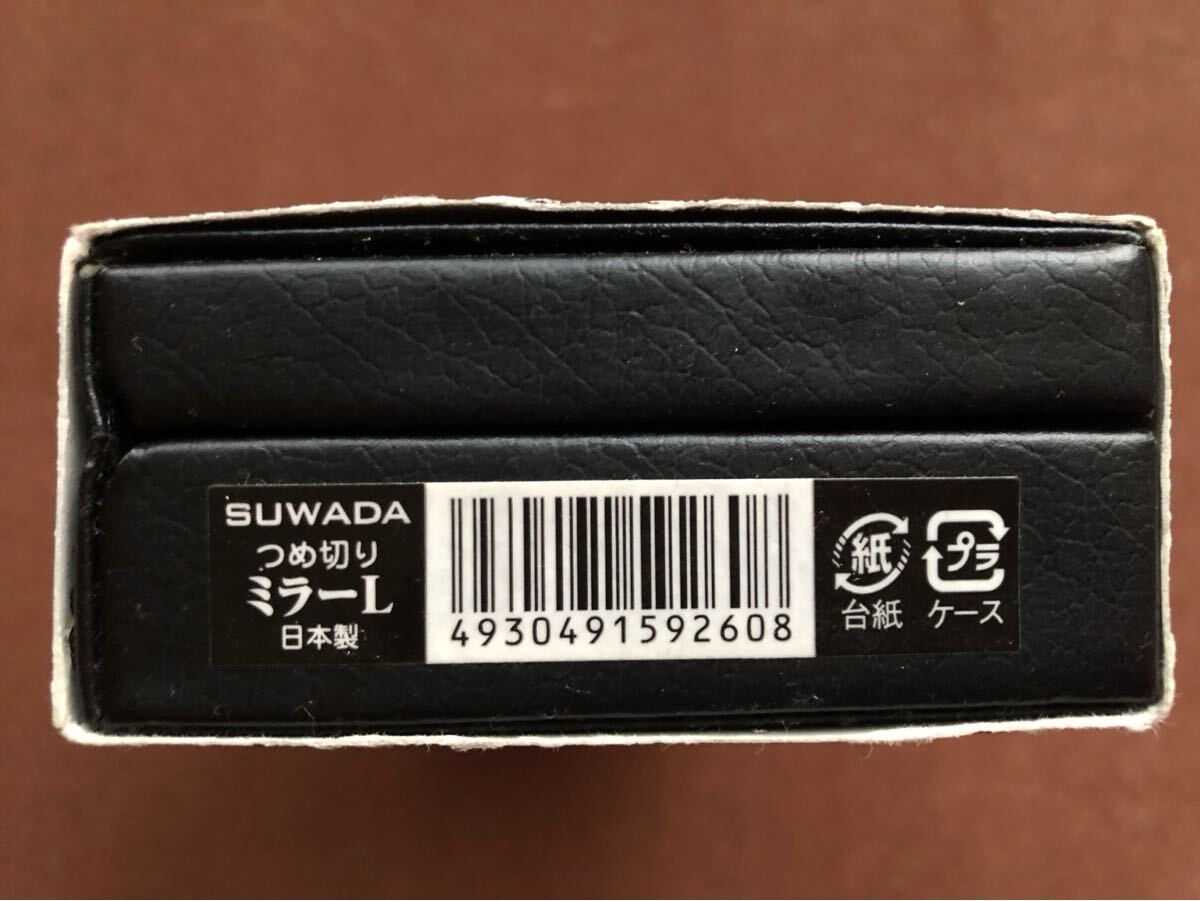 SUWADA
つめ切り
ミラーL
日本製
4930491592608
紙
台紙
プラ
ケース